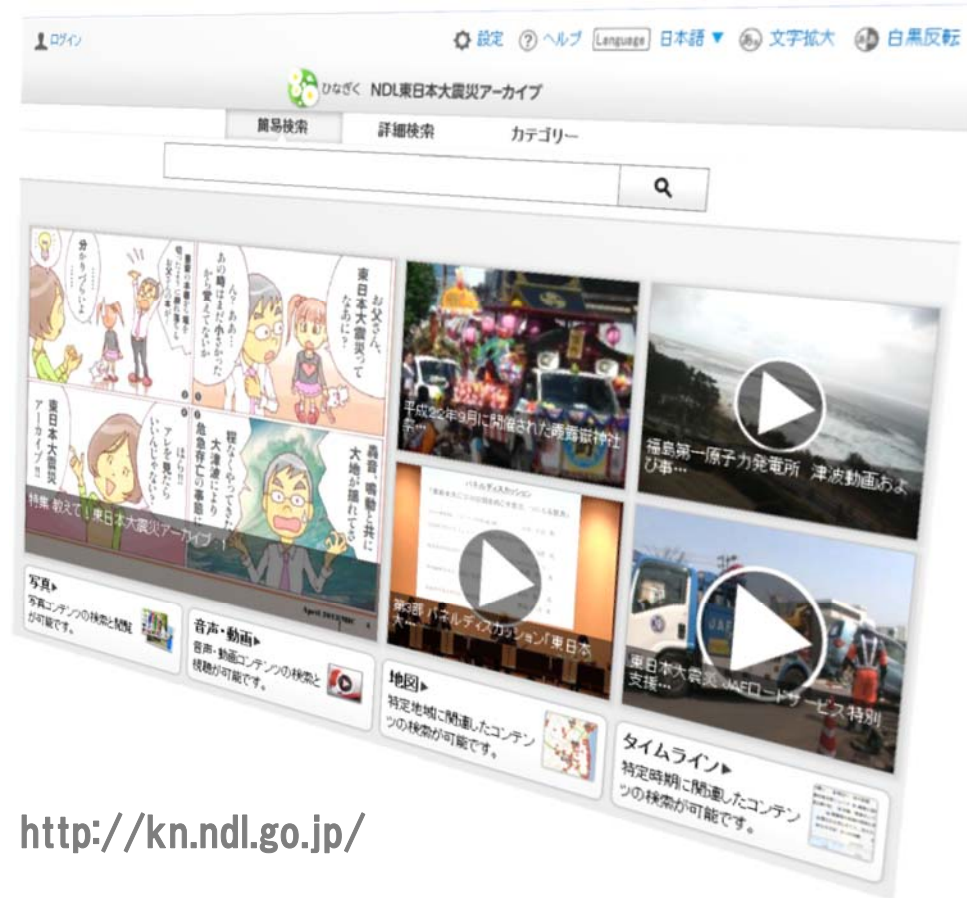 ログイン
設定 ヘルプ Language 日本語 ▼ 文字拡大 白黒反転
ひなぎく NDL東日本大震災アーカイブ
簡易検索 詳細検索 カテゴリー
お父さん、
東日本大震災って
なあに?
ん?ああ…
あの時はまだ小さかった
から覚えてないか
お父さんの事が!
分かりづらいよ
轟音、鳴動と共に
大地が揺れてさ
程なくやってきた
大津波により
危急存亡の事態に
ほら!!
アレを見たら
いいんじゃない?
東日本大震災
アーカイブ!!
特集 教えて!東日本大震災アーカイブ!
平成22年9月に開催された
神社
祭…
福島第一原子力発電所 津波動画およ
び事…
パネルディスカッション
第3部 パネルディスカッション「東日本
大…
東日本大震災 JAFロードサービス特別
支援…
写真▶
写真コンテンツの検索と閲覧
が可能です。
音声・動画▶
音声・動画コンテンツの検索と
視聴が可能です。
地図▶
特定地域に関連したコンテン
ツの検索が可能です。
タイムライン▶
特定時期に関連したコンテン
ツの検索が可能です。
http://kn.ndl.go.jp/